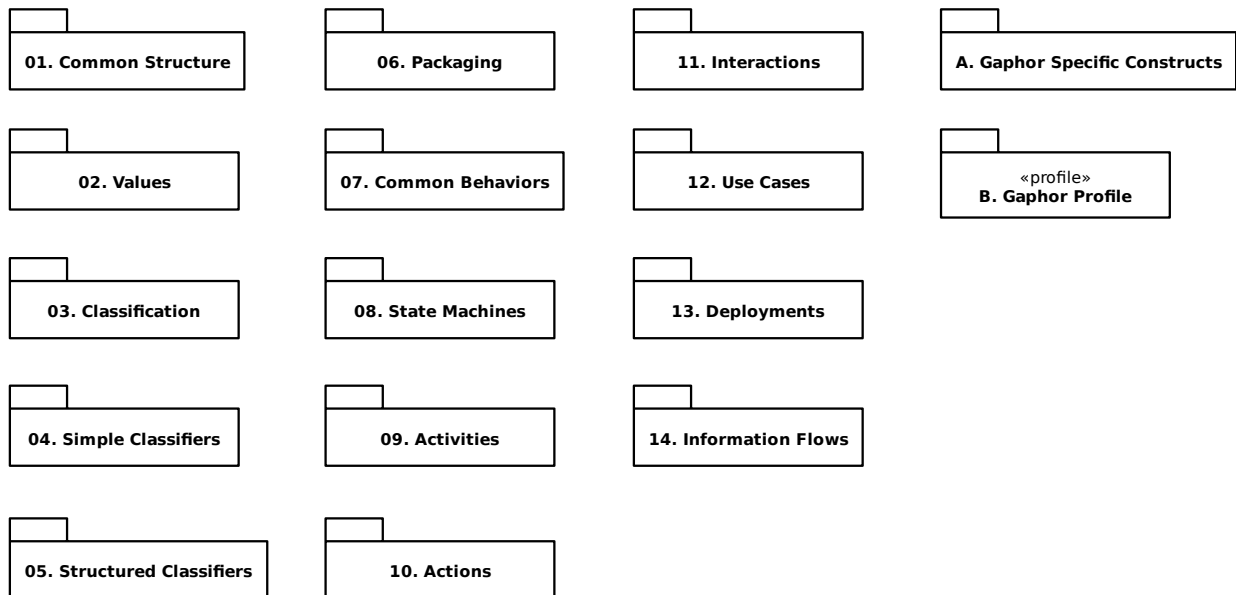 01. Common Structure
02. Values
03. Classification
04. Simple Classifiers
05. Structured Classifiers
06. Packaging
07. Common Behaviors
08. State Machines
09. Activities
10. Actions
11. Interactions
12. Use Cases
13. Deployments
14. Information Flows
A. Gaphor Specific Constructs
«profile»
B. Gaphor Profile